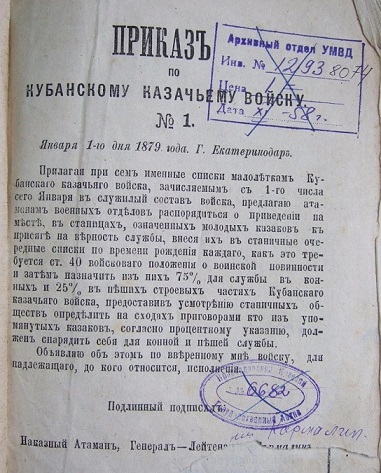 ПРИКАЗЪ
ПО
КУБАНСКОМУ КАЗАЧЬЕМУ ВОЙСКУ.
№ 1.
Архивный отдел УМВД
Инв. №
Цена
Дата XI -58 г.
Января 1-го дня 1879 года. Г. Екатеринодаръ.
Прилагая при семъ именные списки малолѣткамъ Ку-
банскаго казачьяго войска, зачисляемымъ съ 1-го числа
сего Января въ служилый составъ войска, предлагаю ата-
манамъ военныхъ отдѣловъ распорядиться о приведеніи на
мѣстѣ, въ станицахъ, означенныхъ молодыхъ казаковъ къ
присягѣ на вѣрность службы, внеся ихъ въ станичные оче-
редные списки по времени рожденія каждаго, какъ это тре-
буется ст. 40 войсковаго положенія о воинской повинности
и затѣмъ назначить изъ нихъ 75% для службы въ кон-
ныхъ и 25% въ пѣшихъ строевыхъ частяхъ Кубанскаго
казачьяго войска, предоставивъ усмотрѣнію станичныхъ об-
ществъ опредѣлить на сходахъ приговорами кто изъ упо-
мянутыхъ казаковъ, согласно процентному указанію, дол-
женъ снарядить себя для конной и пѣшей службы.
Объявляю объ этомъ по ввѣренному мнѣ войску, для
надлежащаго, до кого относится, исполненія.
№ 6682
Подлинный подписалъ:
Наказный Атаманъ, Генералъ—Лейтенантъ Кармалинъ